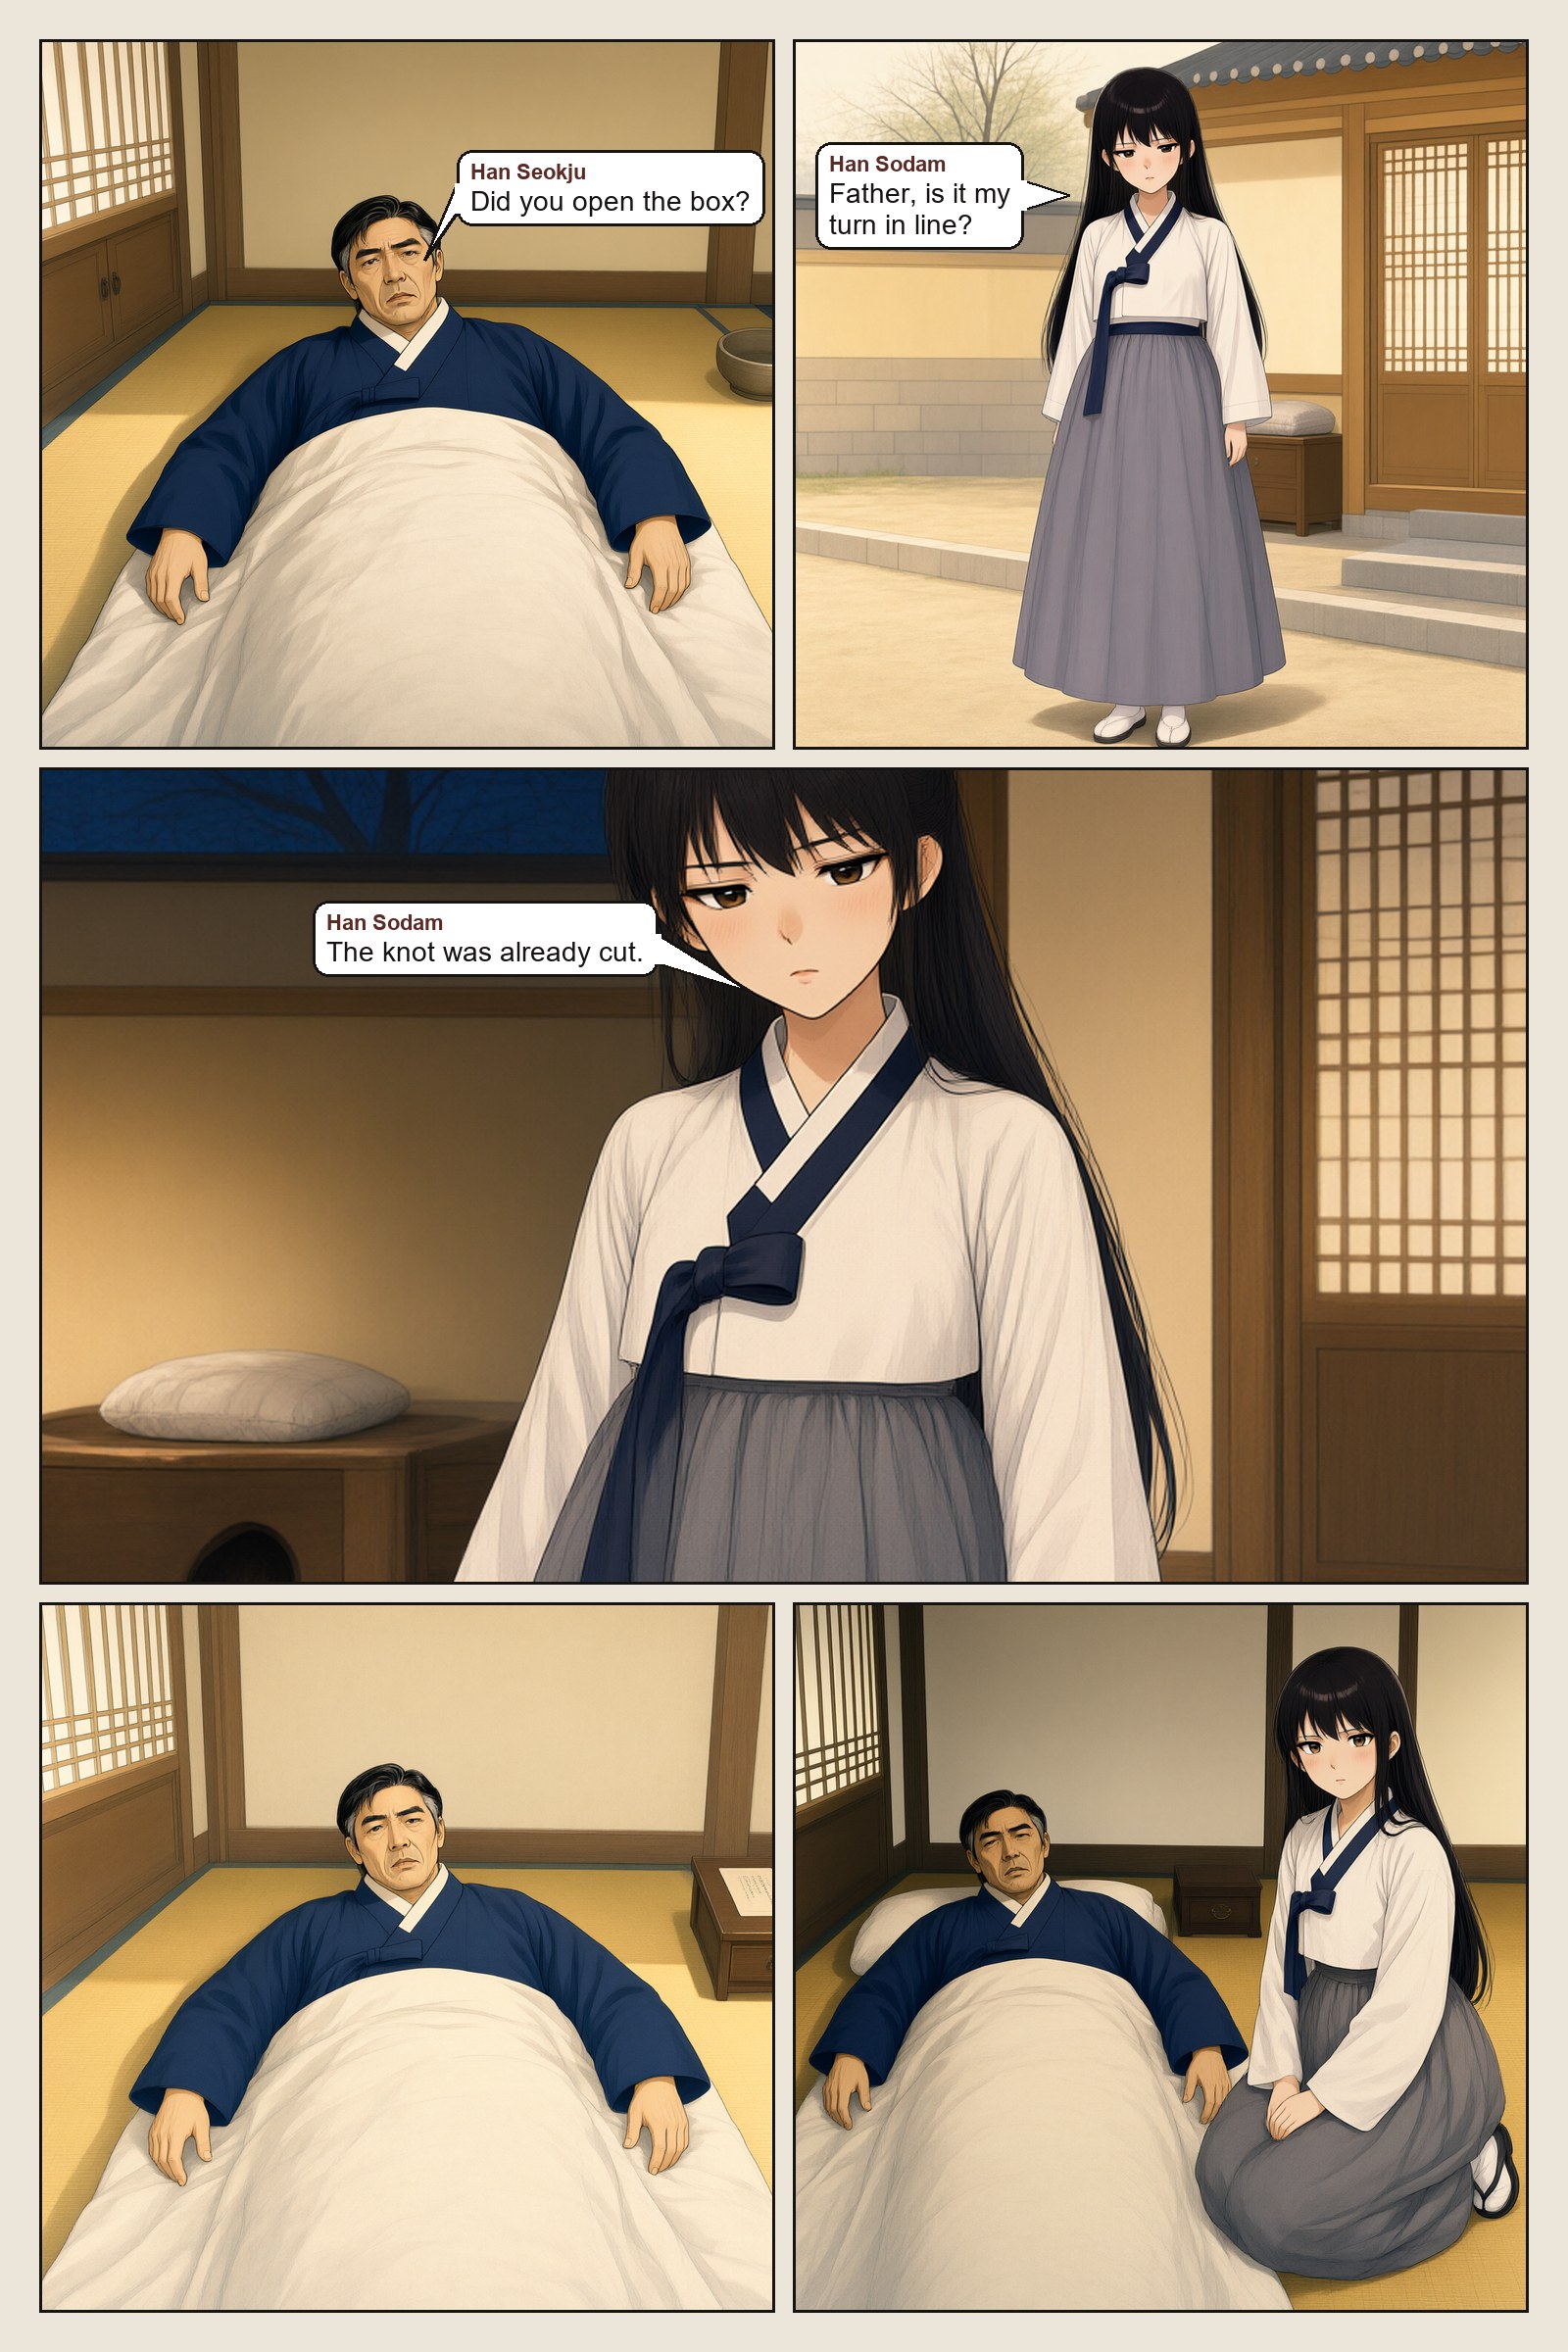 Han Seokju
Did you open the box?
Han Sodam
Father, is it my
turn in line?
Han Sodam
The knot was already cut.